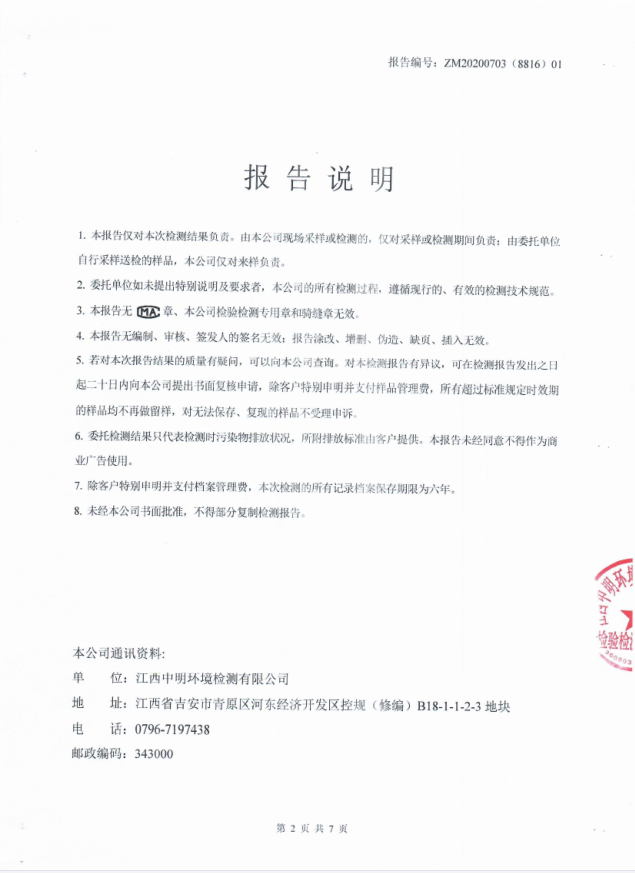 报告编号：ZM20200703（8816）01
报告说明
1. 本报告仅对本次检测结果负责。由本公司现场采样或检测的，仅对采样或检测期间负责；由委托单位
自行采样送检的样品，本公司仅对来样负责。
2. 委托单位如未提出特别说明及要求者，本公司的所有检测过程，遵循现行的、有效的检测技术规范。
3. 本报告无 MA 章、本公司检验检测专用章和骑缝章无效。
4. 本报告无编制、审核、签发人的签名无效；报告涂改、增删、伪造、缺页、插入无效。
5. 若对本次报告结果的质量有疑问，可以向本公司查询。对本检测报告有异议，可在检测报告发出之日
起二十日内向本公司提出书面复核申请，除客户特别申明并支付样品管理费，所有超过标准规定时效期
的样品均不再做留样，对无法保存、复现的样品不受理申诉。
6. 委托检测结果只代表检测时污染物排放状况，所附排放标准由客户提供。本报告未经同意不得作为商
业广告使用。
7. 除客户特别申明并支付档案管理费，本次检测的所有记录档案保存期限为六年。
8. 未经本公司书面批准，不得部分复制检测报告。
中明环境
检验检测
本公司通讯资料:
单 位：江西中明环境检测有限公司
地 址：江西省吉安市青原区河东经济开发区控规（修编）B18-1-1-2-3 地块
电 话：0796-7197438
邮政编码：343000
第 2 页 共 7 页